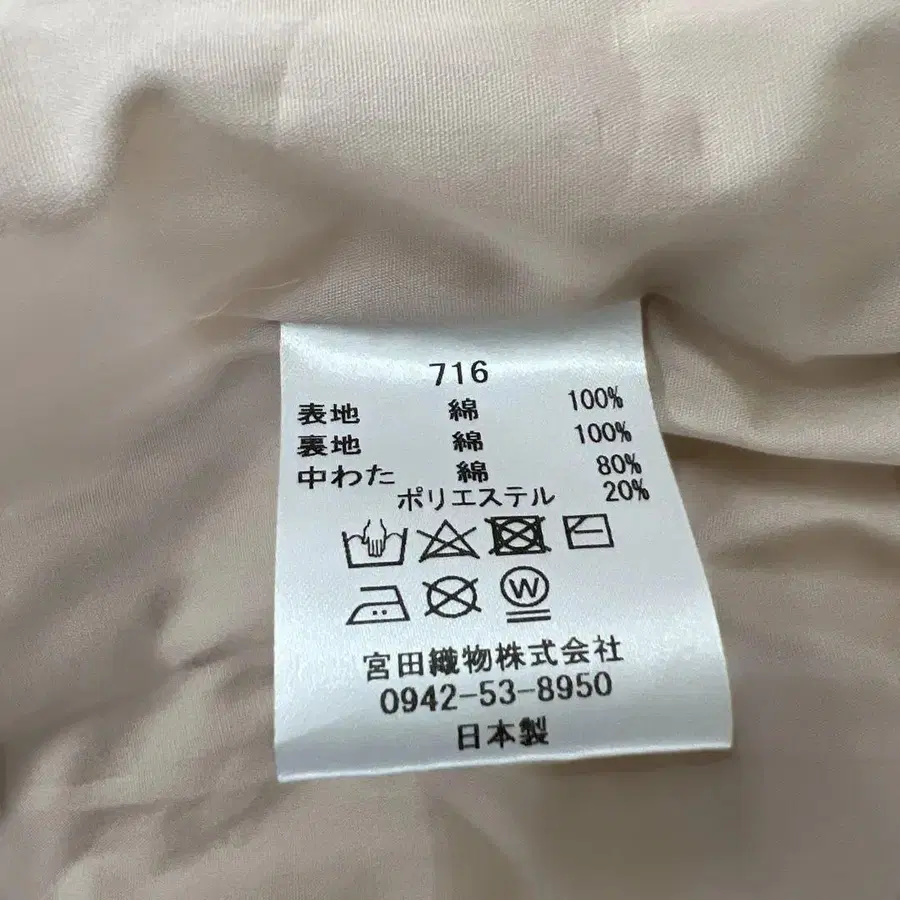 716
表地 綿 100%
裏地 綿 100%
中わた 綿 80%
ポリエステル 20%
W
宮田織物株式会社
0942-53-8950
日本製